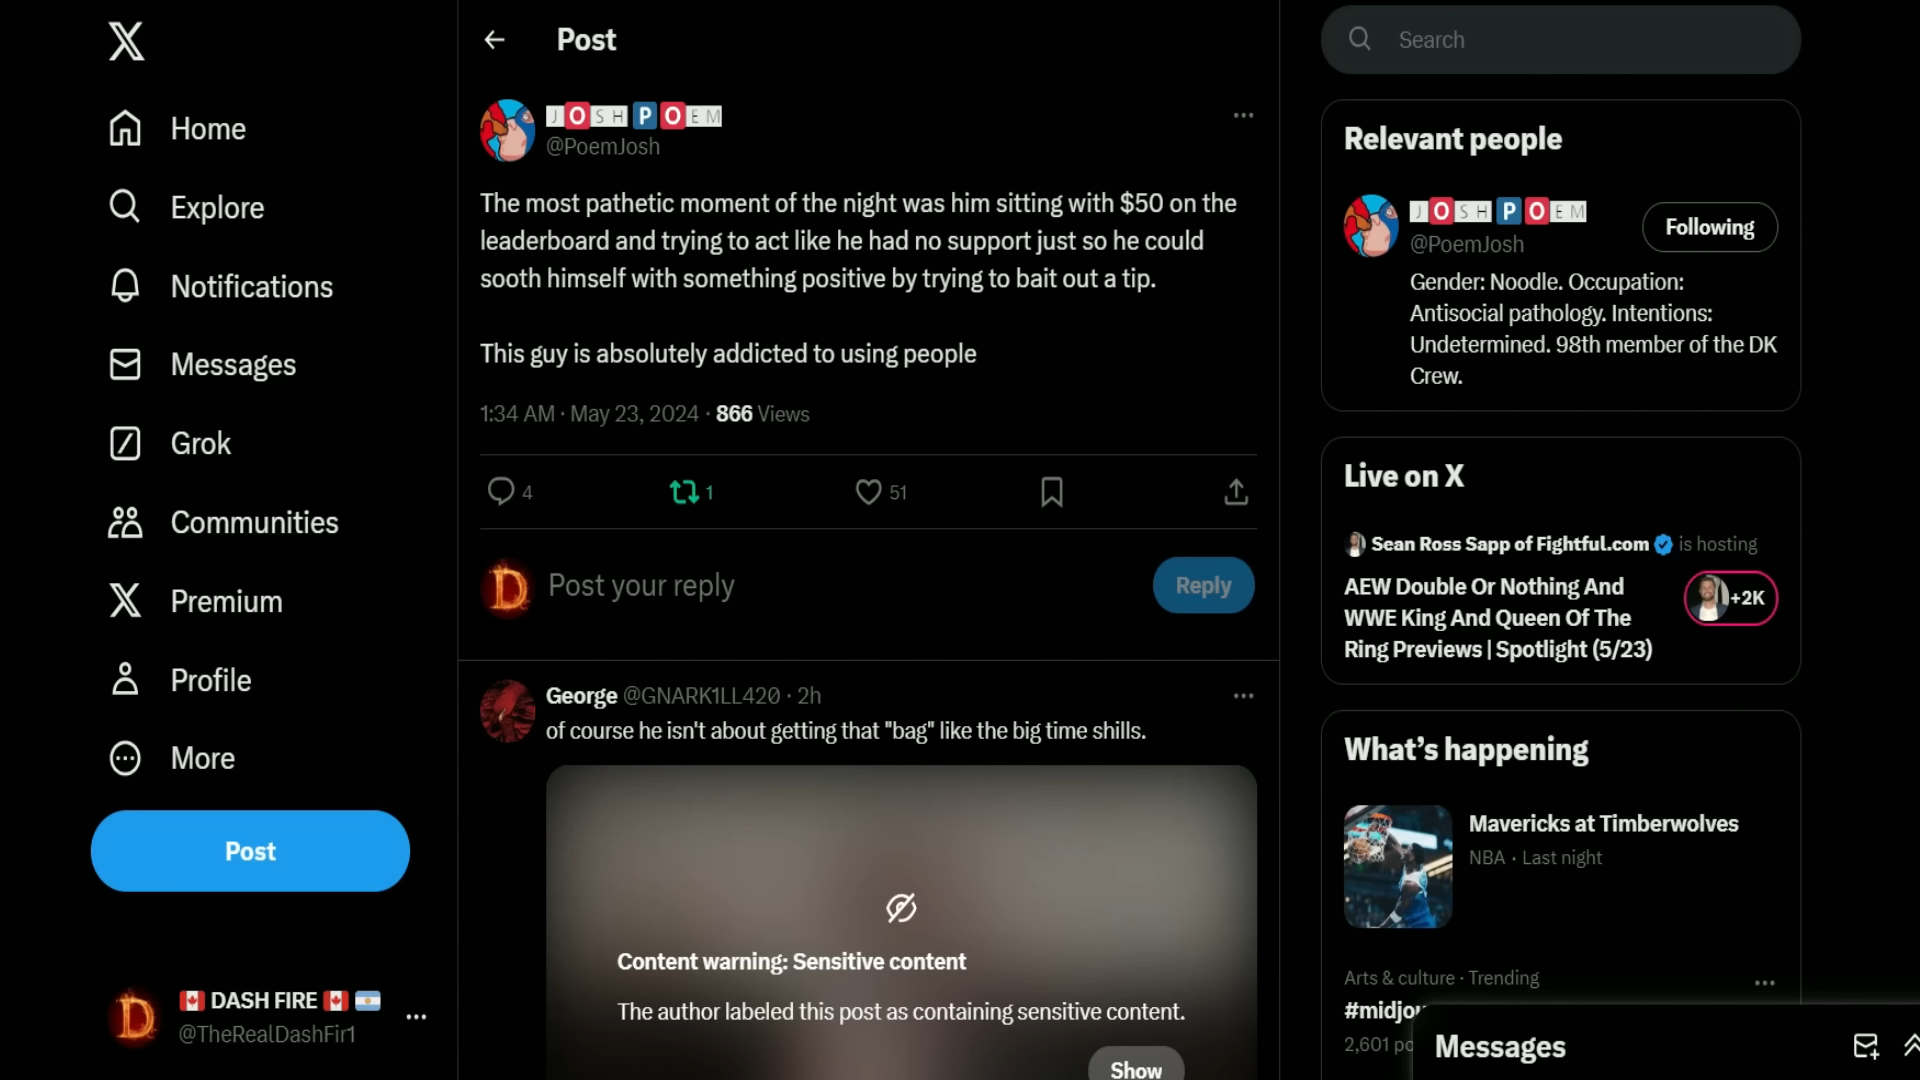 Home
Explore
Notifications
Messages
Grok
Communities
Premium
Profile
More
Post
DASH FIRE
@TheRealDashFir1
Post
JOSH POEM
@PoemJosh
The most pathetic moment of the night was him sitting with $50 on the
leaderboard and trying to act like he had no support just so he could
sooth himself with something positive by trying to bait out a tip.
This guy is absolutely addicted to using people
1:34 AM · May 23, 2024 · 866 Views
4
1
51
D
Post your reply
Reply
George @GNARK1LL420 · 2h
of course he isn't about getting that "bag" like the big time shills.
Content warning: Sensitive content
The author labeled this post as containing sensitive content.
Show
Search
Relevant people
JOSH POEM
@PoemJosh
Following
Gender: Noodle. Occupation:
Antisocial pathology. Intentions:
Undetermined. 98th member of the DK
Crew.
Live on X
Sean Ross Sapp of Fightful.com is hosting
AEW Double Or Nothing And
WWE King And Queen Of The
Ring Previews | Spotlight (5/23)
+2K
What's happening
Mavericks at Timberwolves
NBA · Last night
Arts & culture · Trending
2,601
Messages